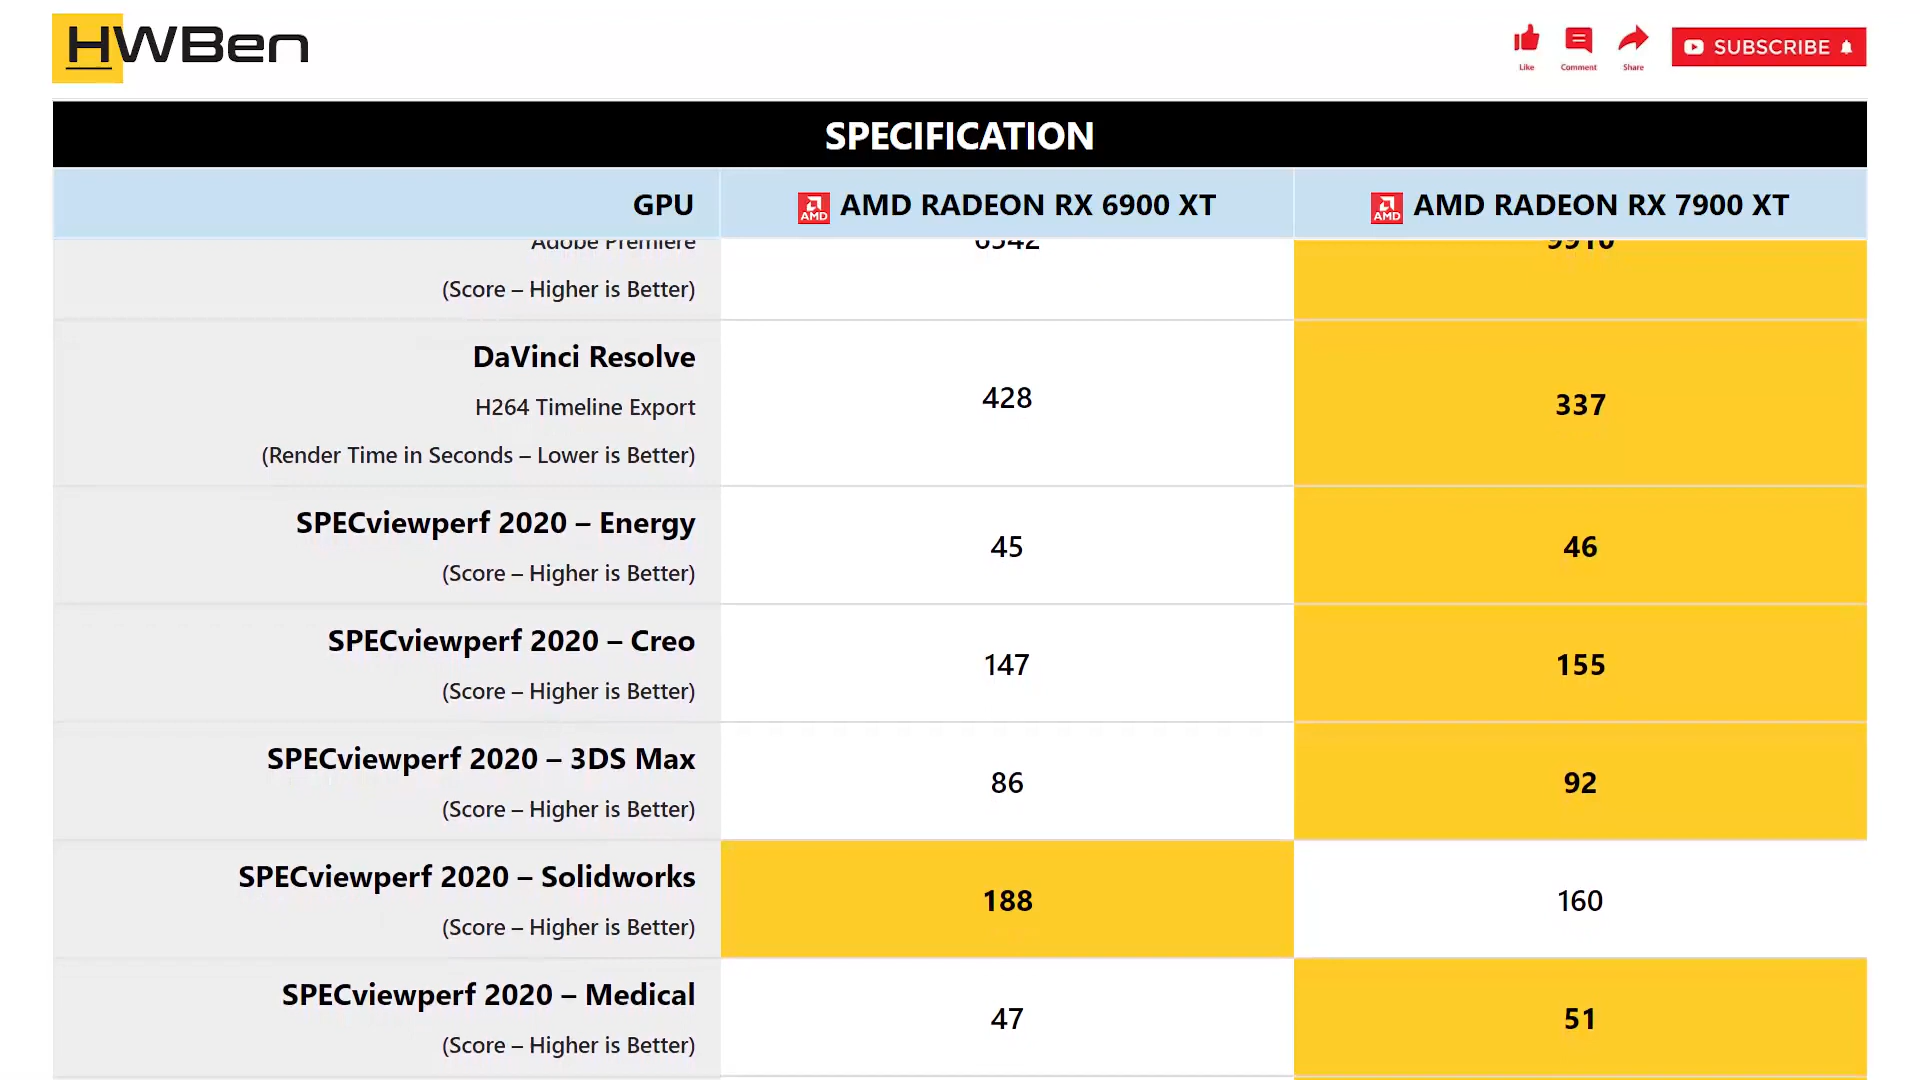 HWBen
Like
Comment
Share
SUBSCRIBE
SPECIFICATION
GPU
AMD
AMD RADEON RX 6900 XT
AMD
AMD RADEON RX 7900 XT
Adobe Premiere
(Score – Higher is Better)
DaVinci Resolve
H264 Timeline Export
(Render Time in Seconds – Lower is Better)
428
337
SPECviewperf 2020 – Energy
(Score – Higher is Better)
45
46
SPECviewperf 2020 – Creo
(Score – Higher is Better)
147
155
SPECviewperf 2020 – 3DS Max
(Score – Higher is Better)
86
92
SPECviewperf 2020 – Solidworks
(Score – Higher is Better)
188
160
SPECviewperf 2020 – Medical
(Score – Higher is Better)
47
51